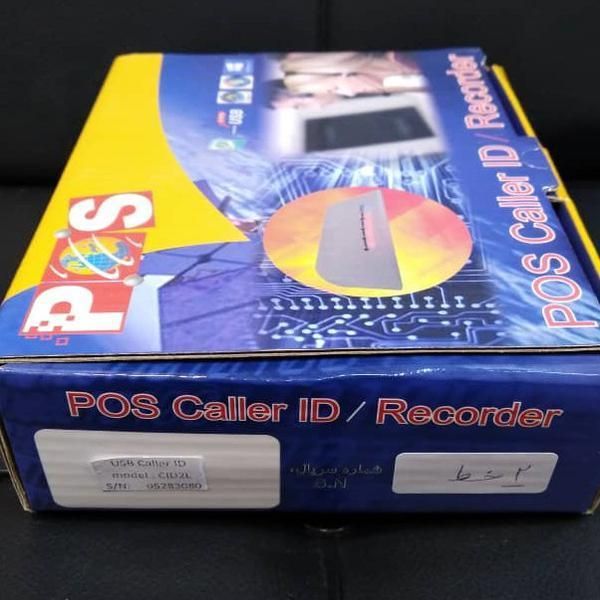 POS
USB
POS Caller ID / Recorder
POS Caller ID / Recorder
USB Caller ID
model : CID2L
S/N: 05283080
شماره سریال:
S.N
۲ خط